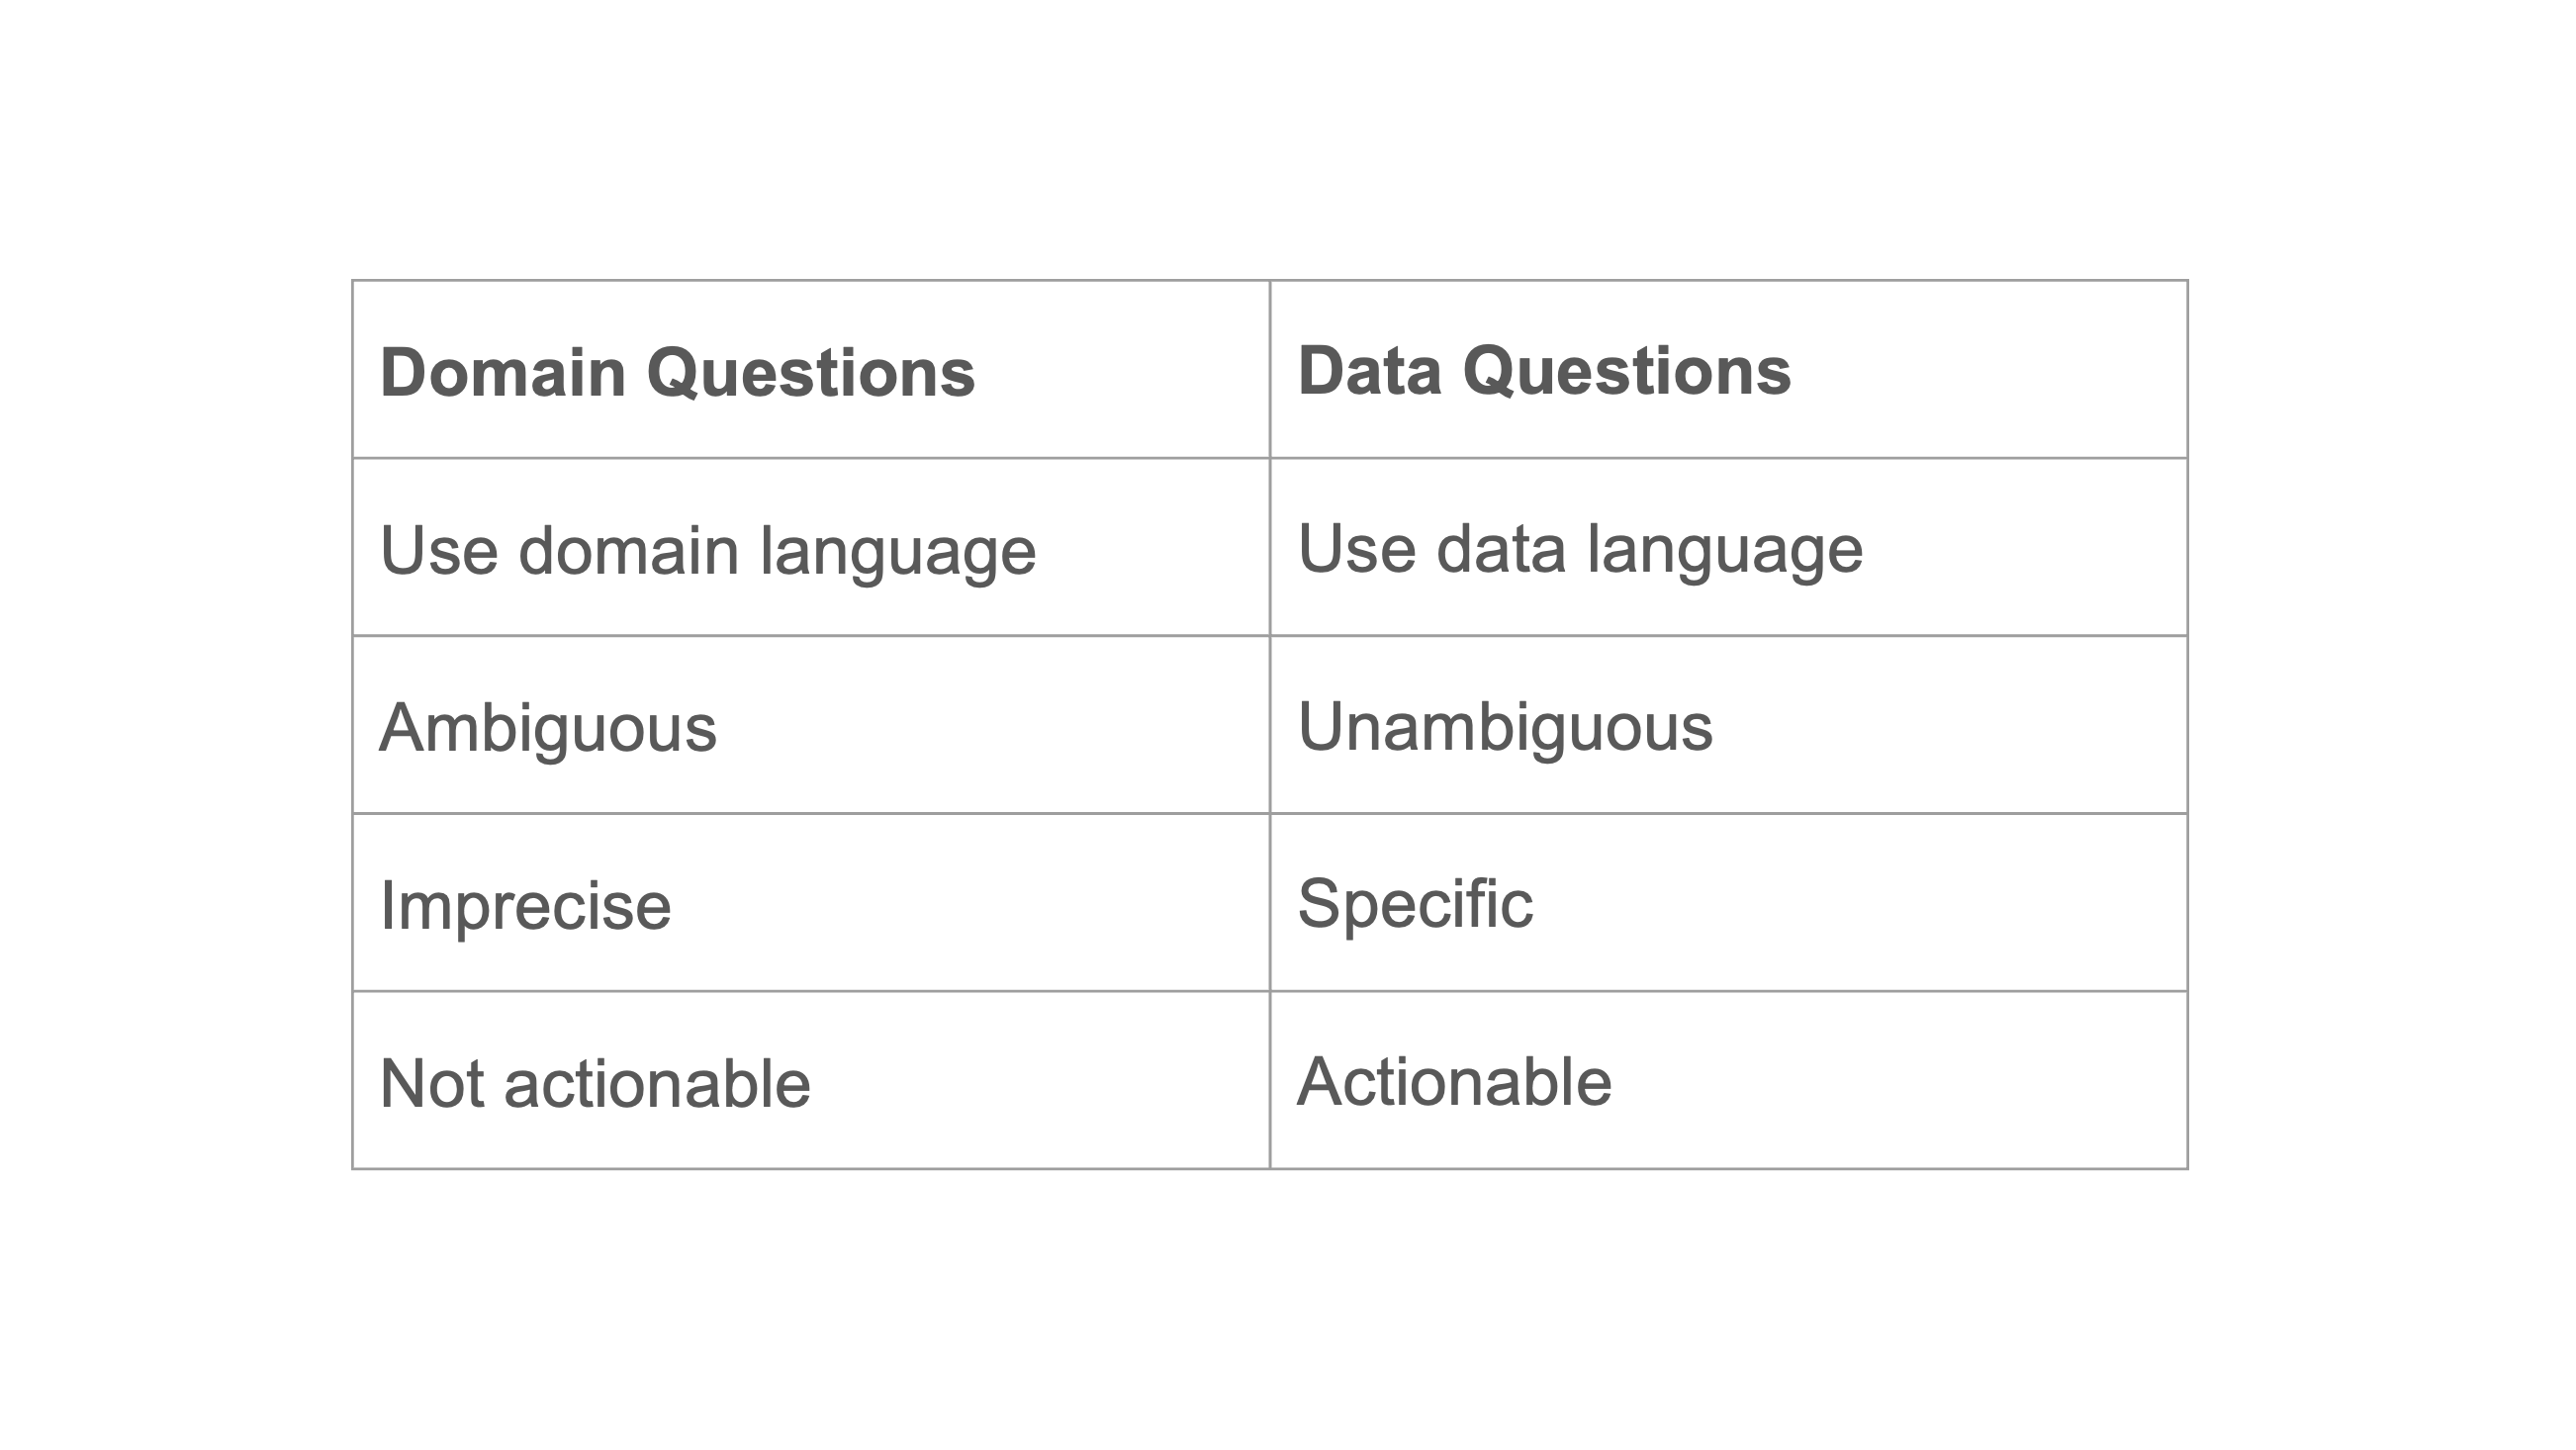 Domain Questions
Data Questions
Use domain language
Use data language
Ambiguous
Unambiguous
Imprecise
Specific
Not actionable
Actionable